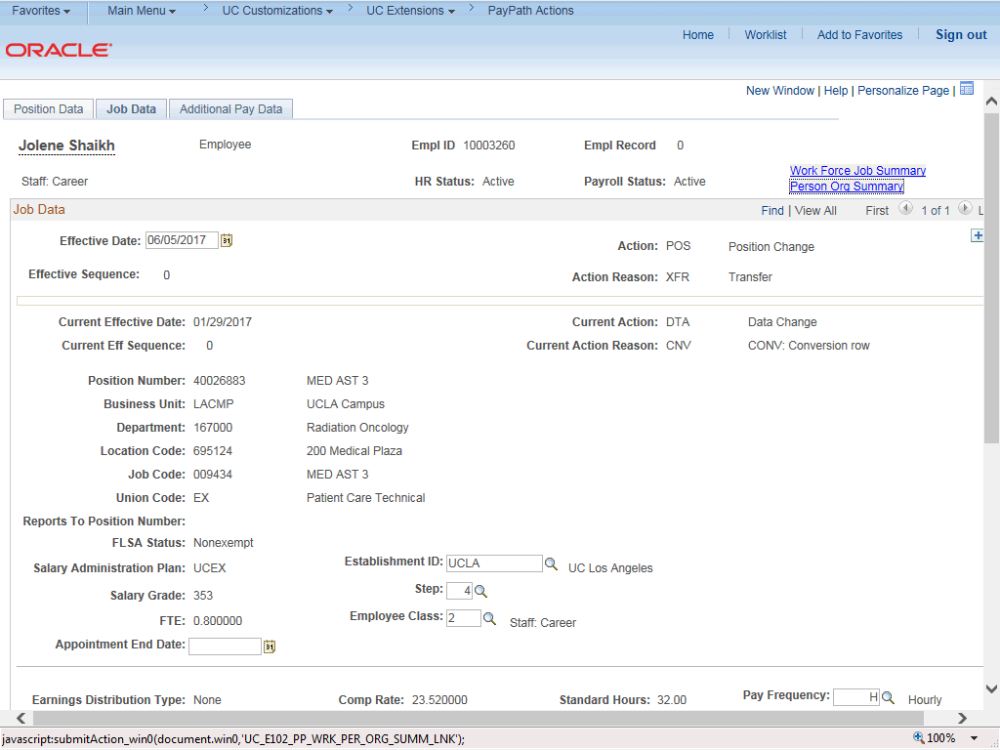 Favorites Main Menu > UC Customizations > UC Extensions > PayPath Actions
Home Worklist Add to Favorites Sign out
ORACLE
New Window | Help | Personalize Page |
Position Data Job Data Additional Pay Data
Jolene Shaikh Employee Empl ID 10003260 Empl Record 0
Work Force Job Summary
Staff: Career HR Status: Active Payroll Status: Active
Person Org Summary
Job Data Find | View All First 1 of 1 L
Effective Date: 06/05/2017 31
Action: POS Position Change
Effective Sequence: 0
Action Reason: XFR Transfer
Current Effective Date: 01/29/2017 Current Action: DTA Data Change
Current Eff Sequence: 0 Current Action Reason: CNV CONV: Conversion row
Position Number: 40026883 MED AST 3
Business Unit: LACMP UCLA Campus
Department: 167000 Radiation Oncology
Location Code: 695124 200 Medical Plaza
Job Code: 009434 MED AST 3
Union Code: EX Patient Care Technical
Reports To Position Number:
FLSA Status: Nonexempt
Salary Administration Plan: UCEX Establishment ID: UCLA UC Los Angeles
Salary Grade: 353 Step: 4
FTE: 0.800000 Employee Class: 2 Staff: Career
Appointment End Date: 31
Earnings Distribution Type: None Comp Rate: 23.520000 Standard Hours: 32.00 Pay Frequency: H Hourly
javascript:submitAction_win0(document.win0,'UC_E102_PP_WRK_PER_ORG_SUMM_LNK'); 100%